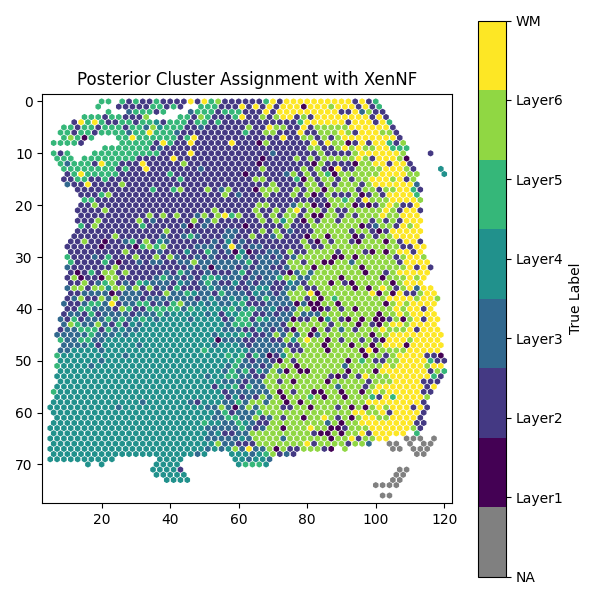 Posterior Cluster Assignment with XenNF
0
10
20
30
40
50
60
70
20 40 60 80 100 120
WM
Layer6
Layer5
Layer4
Layer3
Layer2
Layer1
NA
True Label